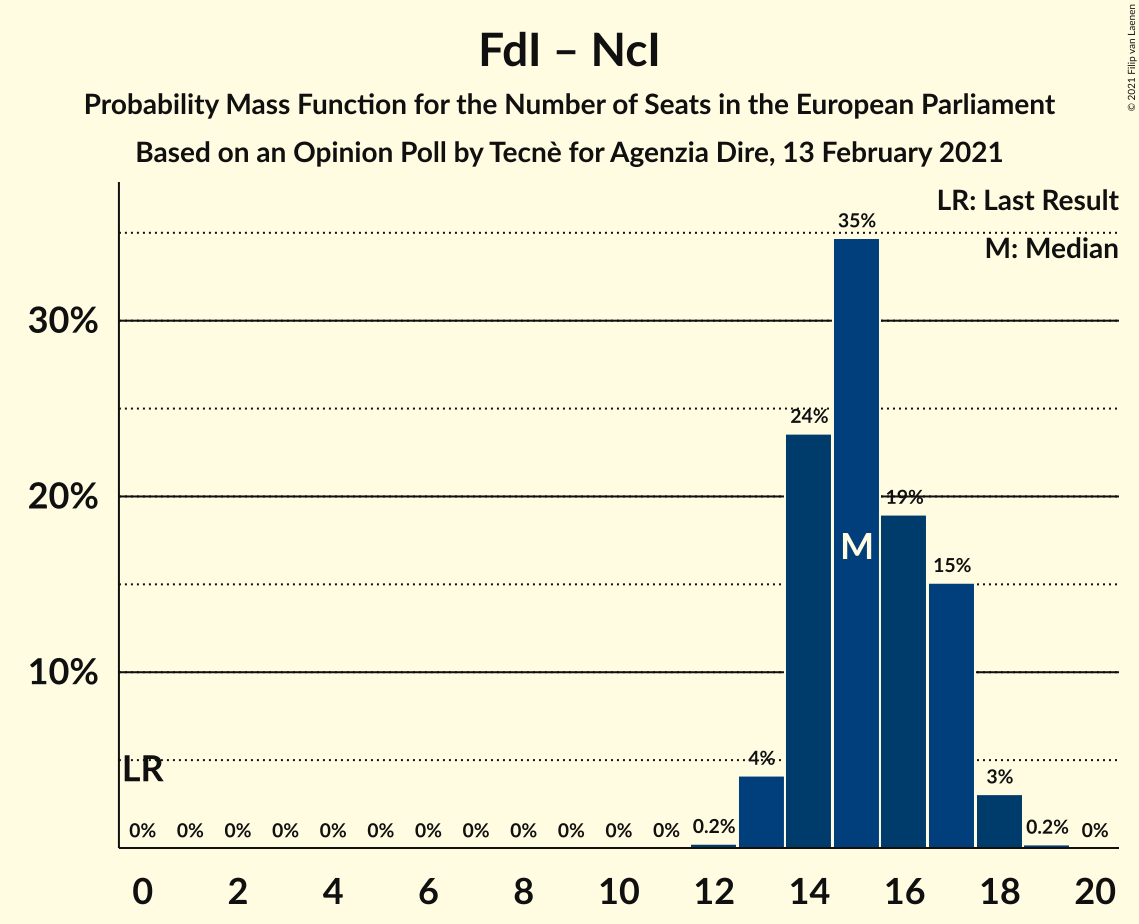 FdI – NcI
Probability Mass Function for the Number of Seats in the European Parliament
Based on an Opinion Poll by Tecnè for Agenzia Dire, 13 February 2021
© 2021 Filip van Laenen
LR: Last Result
M: Median
35%
30%
24%
20%
19%
M
15%
10%
LR
4%
3%
0% 0% 0% 0% 0% 0% 0% 0% 0% 0% 0% 0% 0.2% 0.2% 0%
0 2 4 6 8 10 12 14 16 18 20